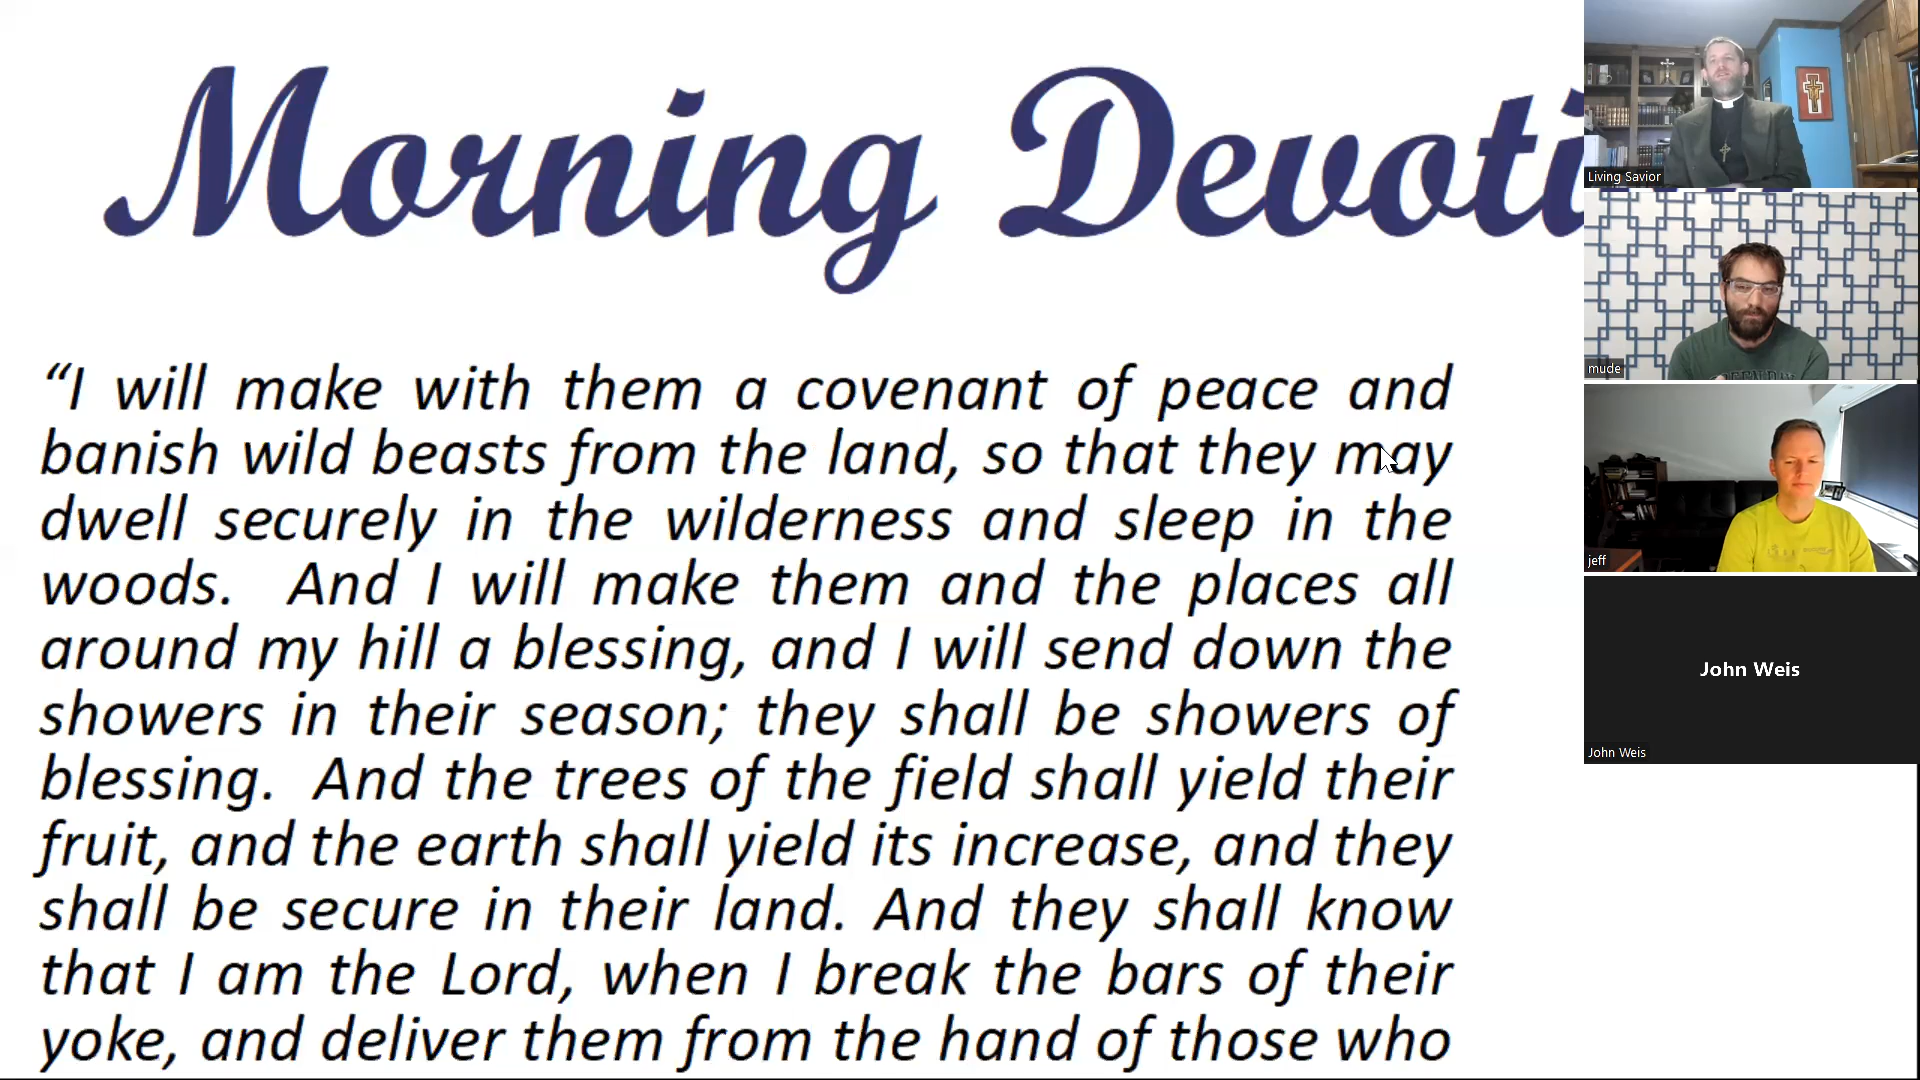 Morning Devoti
“I will make with them a covenant of peace and
banish wild beasts from the land, so that they may
dwell securely in the wilderness and sleep in the
woods.  And I will make them and the places all
around my hill a blessing, and I will send down the
showers in their season; they shall be showers of
blessing.  And the trees of the field shall yield their
fruit, and the earth shall yield its increase, and they
shall be secure in their land. And they shall know
that I am the Lord, when I break the bars of their
yoke, and deliver them from the hand of those who
Living Savior
mude
jeff
John Weis
John Weis